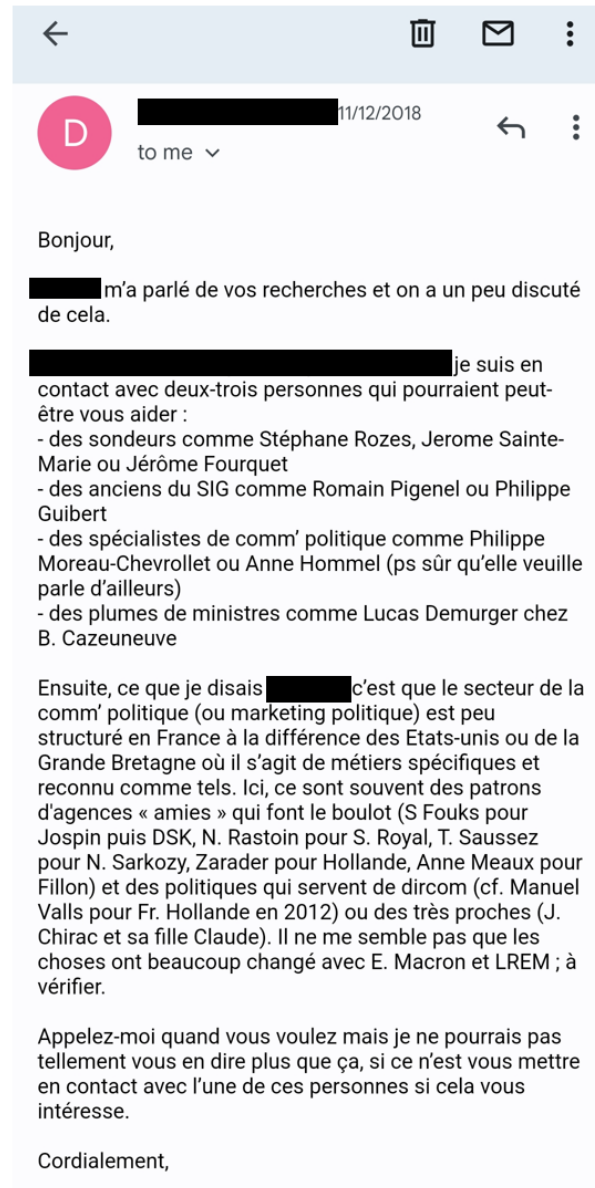 D
11/12/2018
to me
Bonjour,
m'a parlé de vos recherches et on a un peu discuté
de cela.
je suis en
contact avec deux-trois personnes qui pourraient peut-
être vous aider :
- des sondeurs comme Stéphane Rozes, Jerome Sainte-
Marie ou Jérôme Fourquet
- des anciens du SIG comme Romain Pigenel ou Philippe
Guibert
- des spécialistes de comm' politique comme Philippe
Moreau-Chevrollet ou Anne Hommel (ps sûr qu'elle veuille
parle d'ailleurs)
- des plumes de ministres comme Lucas Demurger chez
B. Cazeuneuve
Ensuite, ce que je disais c'est que le secteur de la
comm' politique (ou marketing politique) est peu
structuré en France à la différence des Etats-unis ou de la
Grande Bretagne où il s'agit de métiers spécifiques et
reconnu comme tels. Ici, ce sont souvent des patrons
d'agences « amies » qui font le boulot (S Fouks pour
Jospin puis DSK, N. Rastoin pour S. Royal, T. Saussez
pour N. Sarkozy, Zarader pour Hollande, Anne Meaux pour
Fillon) et des politiques qui servent de dircom (cf. Manuel
Valls pour Fr. Hollande en 2012) ou des très proches (J.
Chirac et sa fille Claude). Il ne me semble pas que les
choses ont beaucoup changé avec E. Macron et LREM ; à
vérifier.
Appelez-moi quand vous voulez mais je ne pourrais pas
tellement vous en dire plus que ça, si ce n'est vous mettre
en contact avec l'une de ces personnes si cela vous
intéresse.
Cordialement,